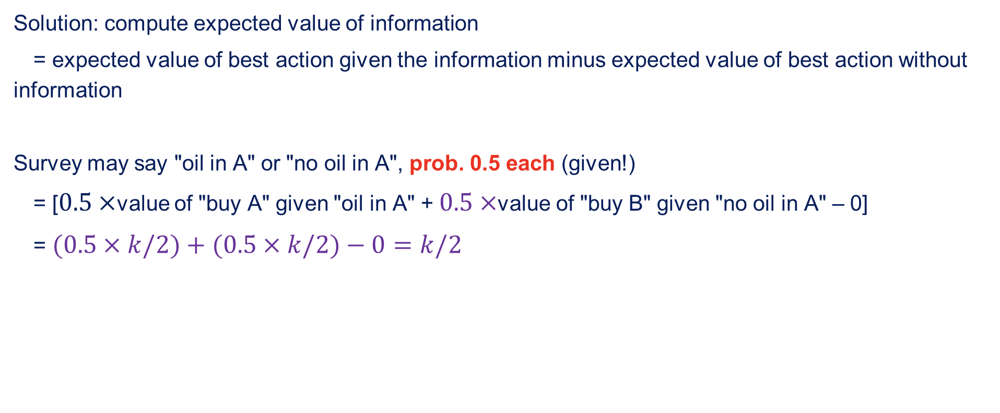 Solution: compute expected value of information
= expected value of best action given the information minus expected value of best action without
information
Survey may say "oil in A" or "no oil in A", prob. 0.5 each (given!)
= [0.5 ×value of "buy A" given "oil in A" + 0.5 ×value of "buy B" given "no oil in A" – 0]
= (0.5 × k/2) + (0.5 × k/2) − 0 = k/2